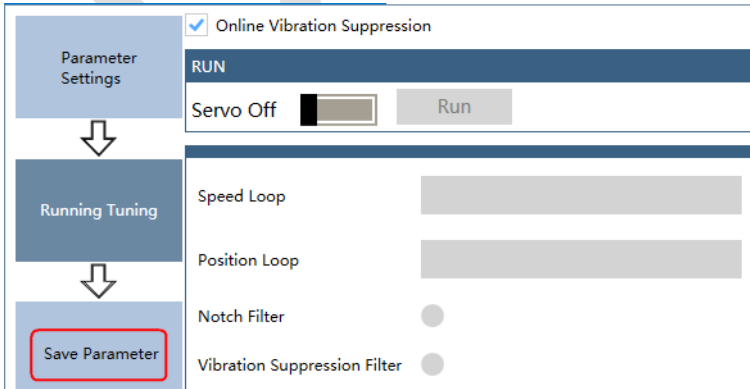 Online Vibration Suppression
Parameter
Settings
RUN
Servo Off
Run
Running Tuning
Speed Loop
Position Loop
Notch Filter
Save Parameter
Vibration Suppression Filter